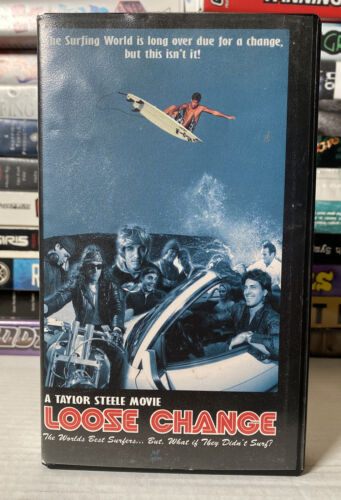 The Surfing World is long over due for a change,
but this isn't it!
A TAYLOR STEELE MOVIE
LOOSE CHANGE
The Worlds Best Surfers... But, What if They Didn't Surf?